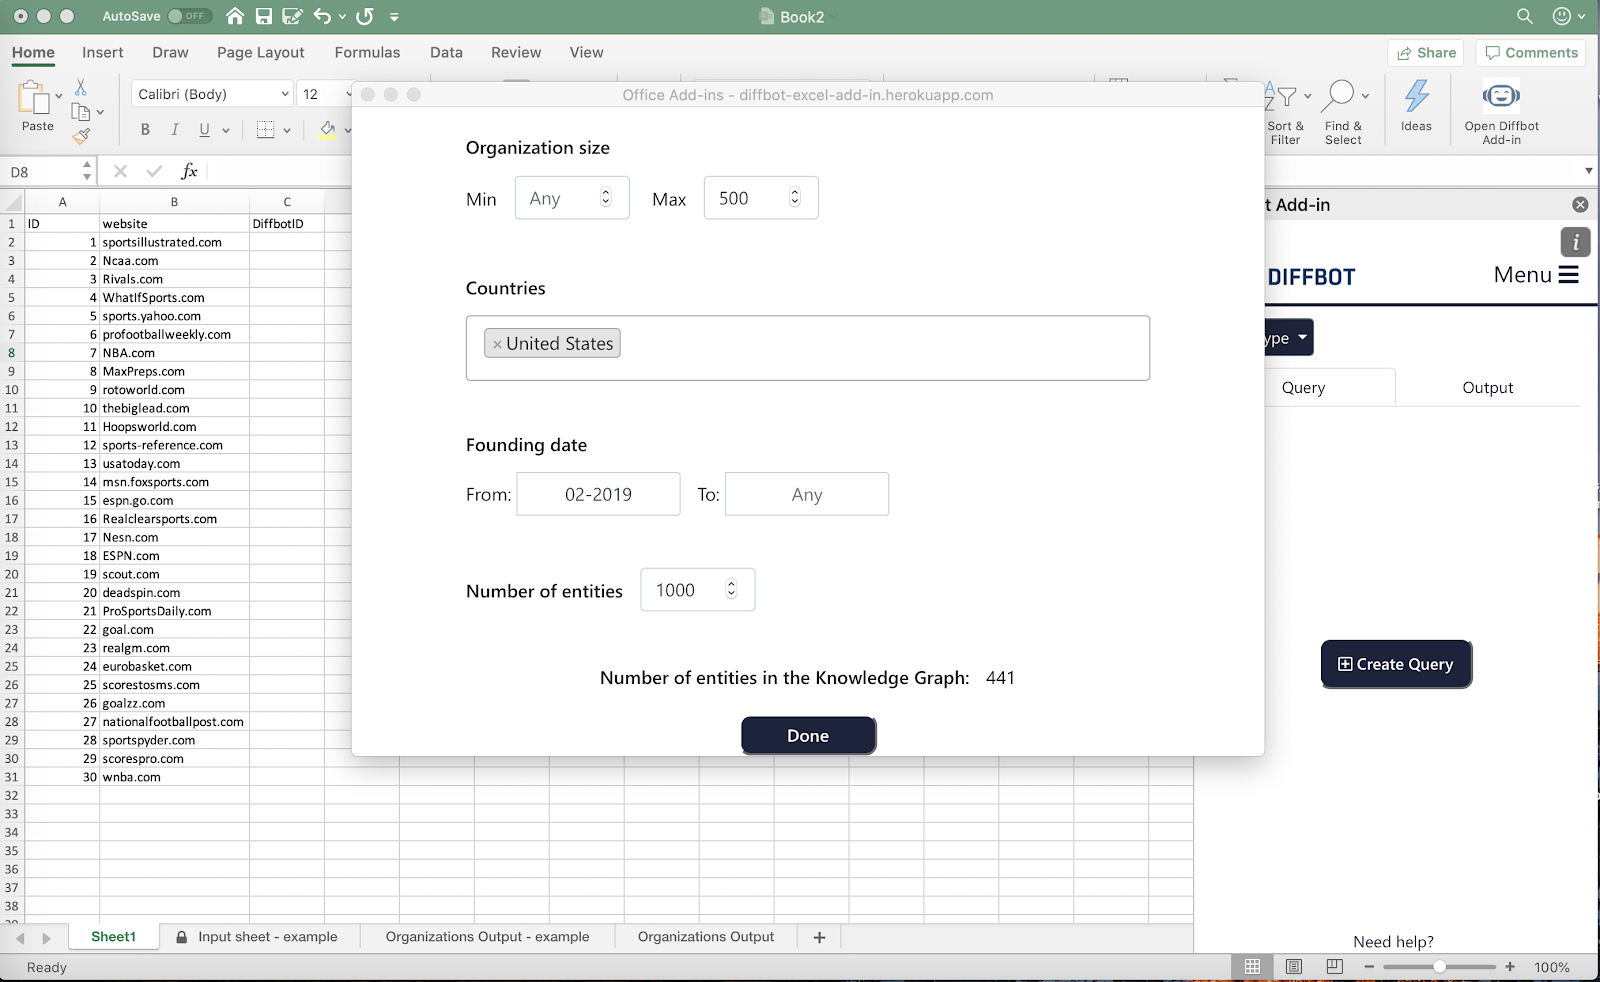 AutoSave OFF
Book2
Home Insert Draw Page Layout Formulas Data Review View
Share Comments
Paste
Calibri (Body) 12
B I U
Sort & Filter
Find & Select
Ideas
Open Diffbot Add-in
D8
fx
Office Add-ins - diffbot-excel-add-in.herokuapp.com
Organization size
Min Any Max 500
Countries
× United States
Founding date
From: 02-2019 To: Any
Number of entities 1000
Number of entities in the Knowledge Graph: 441
Done
t Add-in
i
DIFFBOT
Menu
ype
Query Output
Create Query
Need help?
A B C
1 ID website DiffbotID
2 1 sportsillustrated.com
3 2 Ncaa.com
4 3 Rivals.com
5 4 WhatIfSports.com
6 5 sports.yahoo.com
7 6 profootballweekly.com
8 7 NBA.com
9 8 MaxPreps.com
10 9 rotoworld.com
11 10 thebiglead.com
12 11 Hoopsworld.com
13 12 sports-reference.com
14 13 usatoday.com
15 14 msn.foxsports.com
16 15 espn.go.com
17 16 Realclearsports.com
18 17 Nesn.com
19 18 ESPN.com
20 19 scout.com
21 20 deadspin.com
22 21 ProSportsDaily.com
23 22 goal.com
24 23 realgm.com
25 24 eurobasket.com
26 25 scorestosms.com
27 26 goalzz.com
28 27 nationalfootballpost.com
29 28 sportspyder.com
30 29 scorespro.com
31 30 wnba.com
32
33
34
35
36
37
38
Sheet1 Input sheet - example Organizations Output - example Organizations Output +
Ready
100%